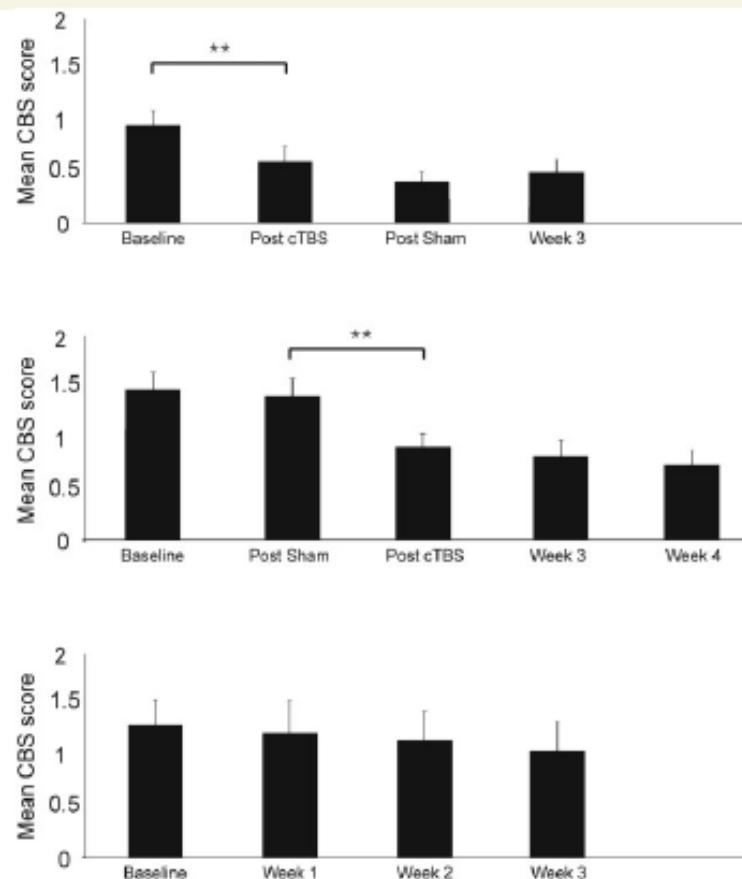 Mean CBS score
2
1.5
1
0.5
0
**
Baseline Post cTBS Post Sham Week 3
Mean CBS score
2
1.5
1
0.5
0
**
Baseline Post Sham Post cTBS Week 3 Week 4
Mean CBS score
2
1.5
1
0.5
0
Baseline Week 1 Week 2 Week 3